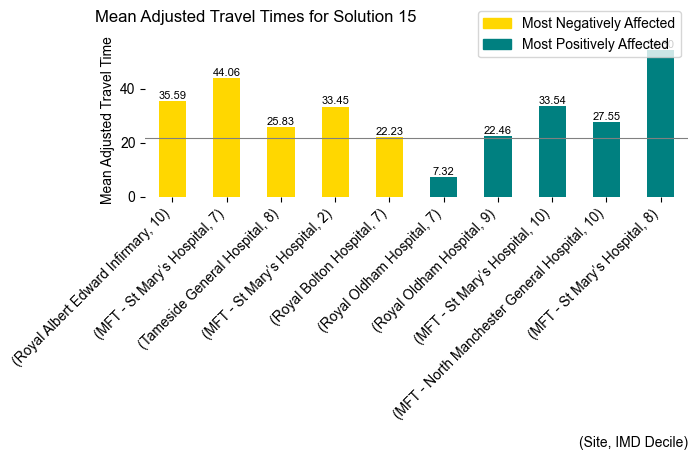 Mean Adjusted Travel Times for Solution 15
Most Negatively Affected
Most Positively Affected
Mean Adjusted Travel Time
40
20
0
35.59
44.06
25.83
33.45
22.23
7.32
22.46
33.54
27.55
(Royal Albert Edward Infirmary, 10)
(MFT - St Mary's Hospital, 7)
(Tameside General Hospital, 8)
(MFT - St Mary's Hospital, 2)
(Royal Bolton Hospital, 7)
(Royal Oldham Hospital, 7)
(Royal Oldham Hospital, 9)
(MFT - St Mary's Hospital, 10)
(MFT - North Manchester General Hospital, 10)
(MFT - St Mary's Hospital, 8)
(Site, IMD Decile)